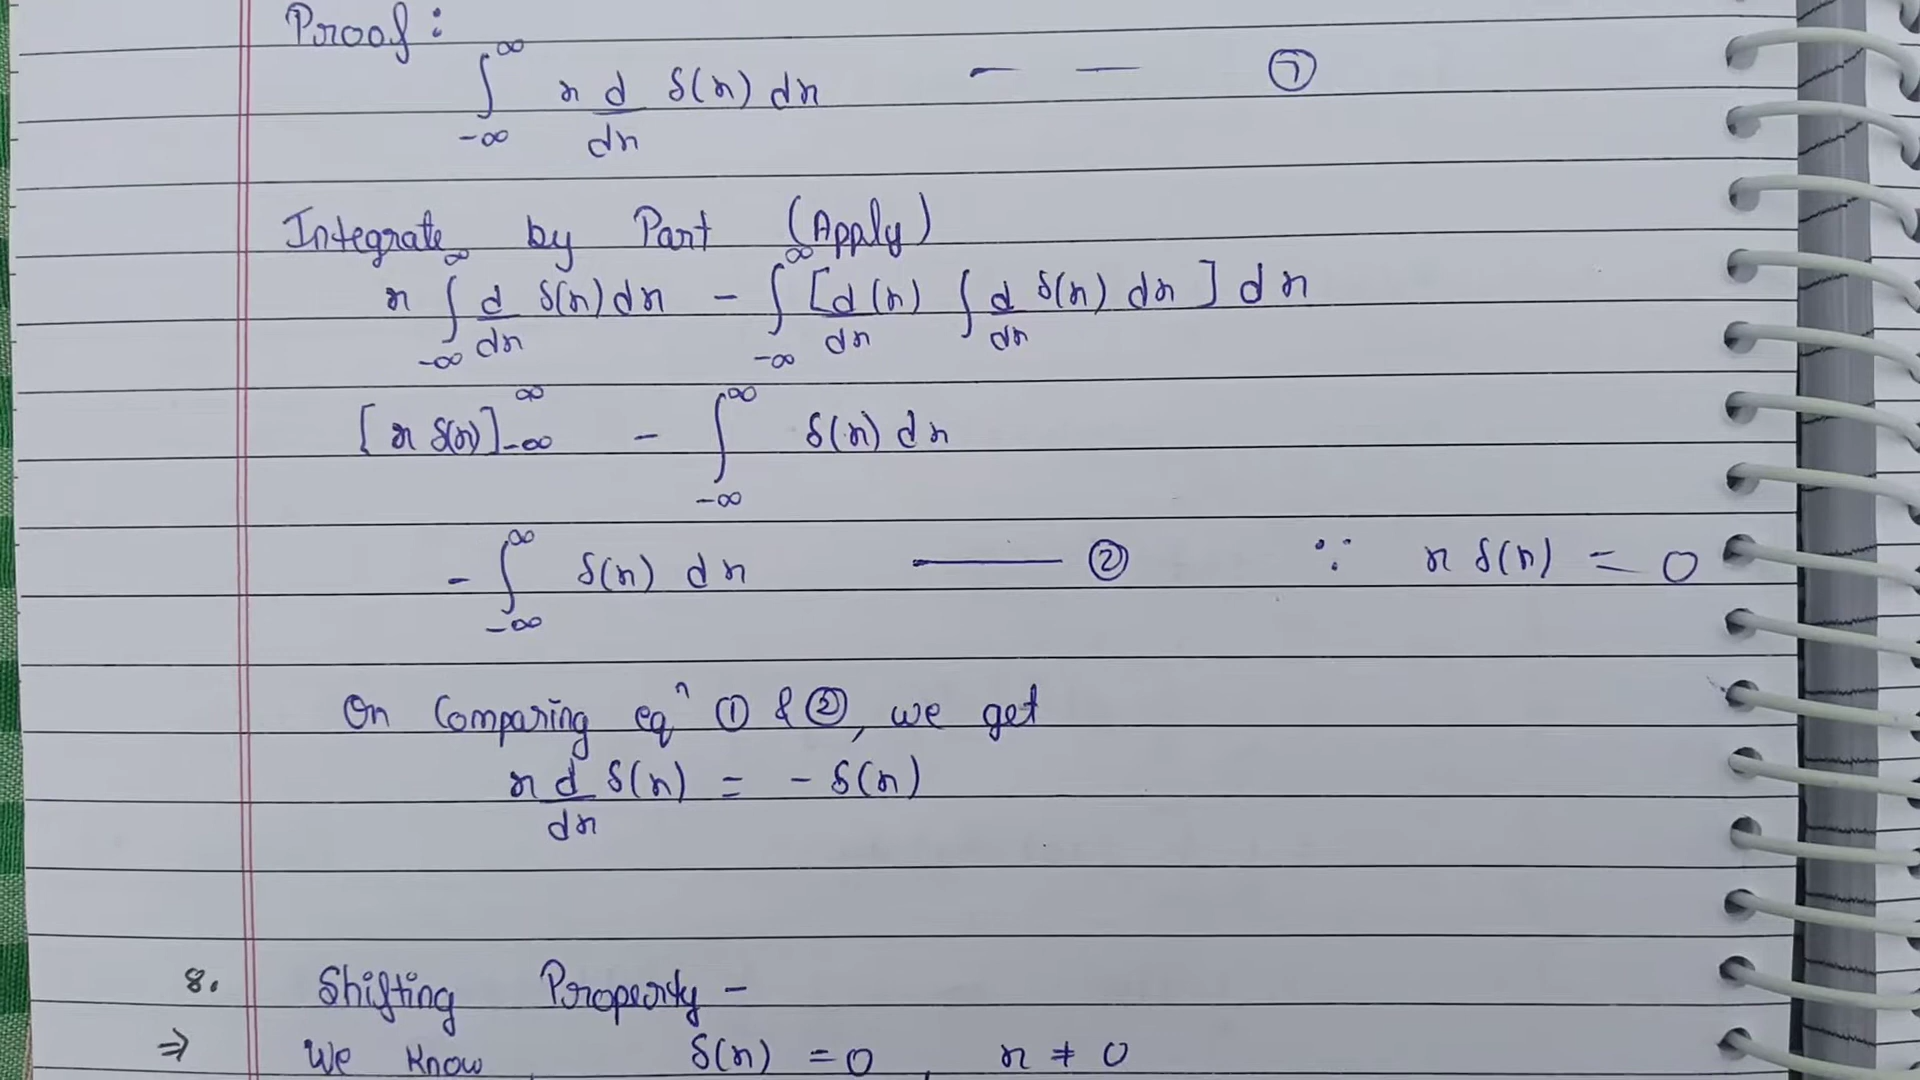 Proof :
∫_{-∞}^{∞} x d/dx δ(x) dx — — ①
Integrate by Part (Apply)
x ∫_{-∞}^{∞} d/dx δ(x) dx - ∫_{-∞}^{∞} [d/dx (x) ∫ d/dx δ(x) dx ] dx
[x δ(x)]_{-∞}^{∞} - ∫_{-∞}^{∞} δ(x) dx
- ∫_{-∞}^{∞} δ(x) dx —— ② ∵ x δ(x) = 0
On Comparing eqⁿ ① & ②, we get
x d/dx δ(x) = - δ(x)
8. Shifting Property -
⇒ We know δ(x) = 0 , x ≠ 0